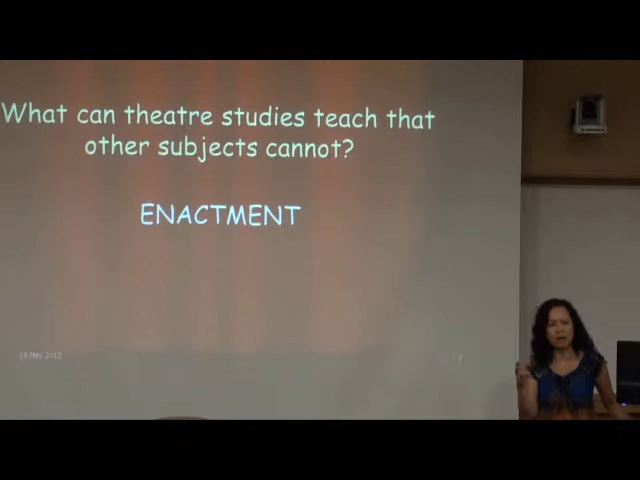 What can theatre studies teach that
other subjects cannot?
ENACTMENT
18 May 2012